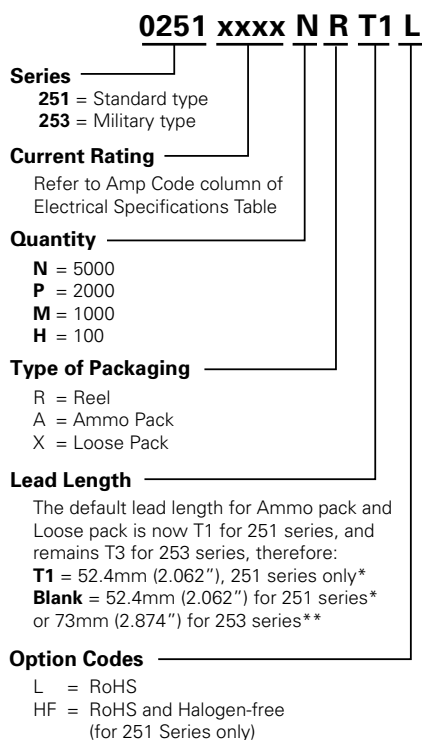 0251 xxxx N R T1 L
Series
251 = Standard type
253 = Military type
Current Rating
Refer to Amp Code column of
Electrical Specifications Table
Quantity
N = 5000
P = 2000
M = 1000
H = 100
Type of Packaging
R = Reel
A = Ammo Pack
X = Loose Pack
Lead Length
The default lead length for Ammo pack and
Loose pack is now T1 for 251 series, and
remains T3 for 253 series, therefore:
T1 = 52.4mm (2.062”), 251 series only*
Blank = 52.4mm (2.062”) for 251 series*
or 73mm (2.874”) for 253 series**
Option Codes
L = RoHS
HF = RoHS and Halogen-free
(for 251 Series only)